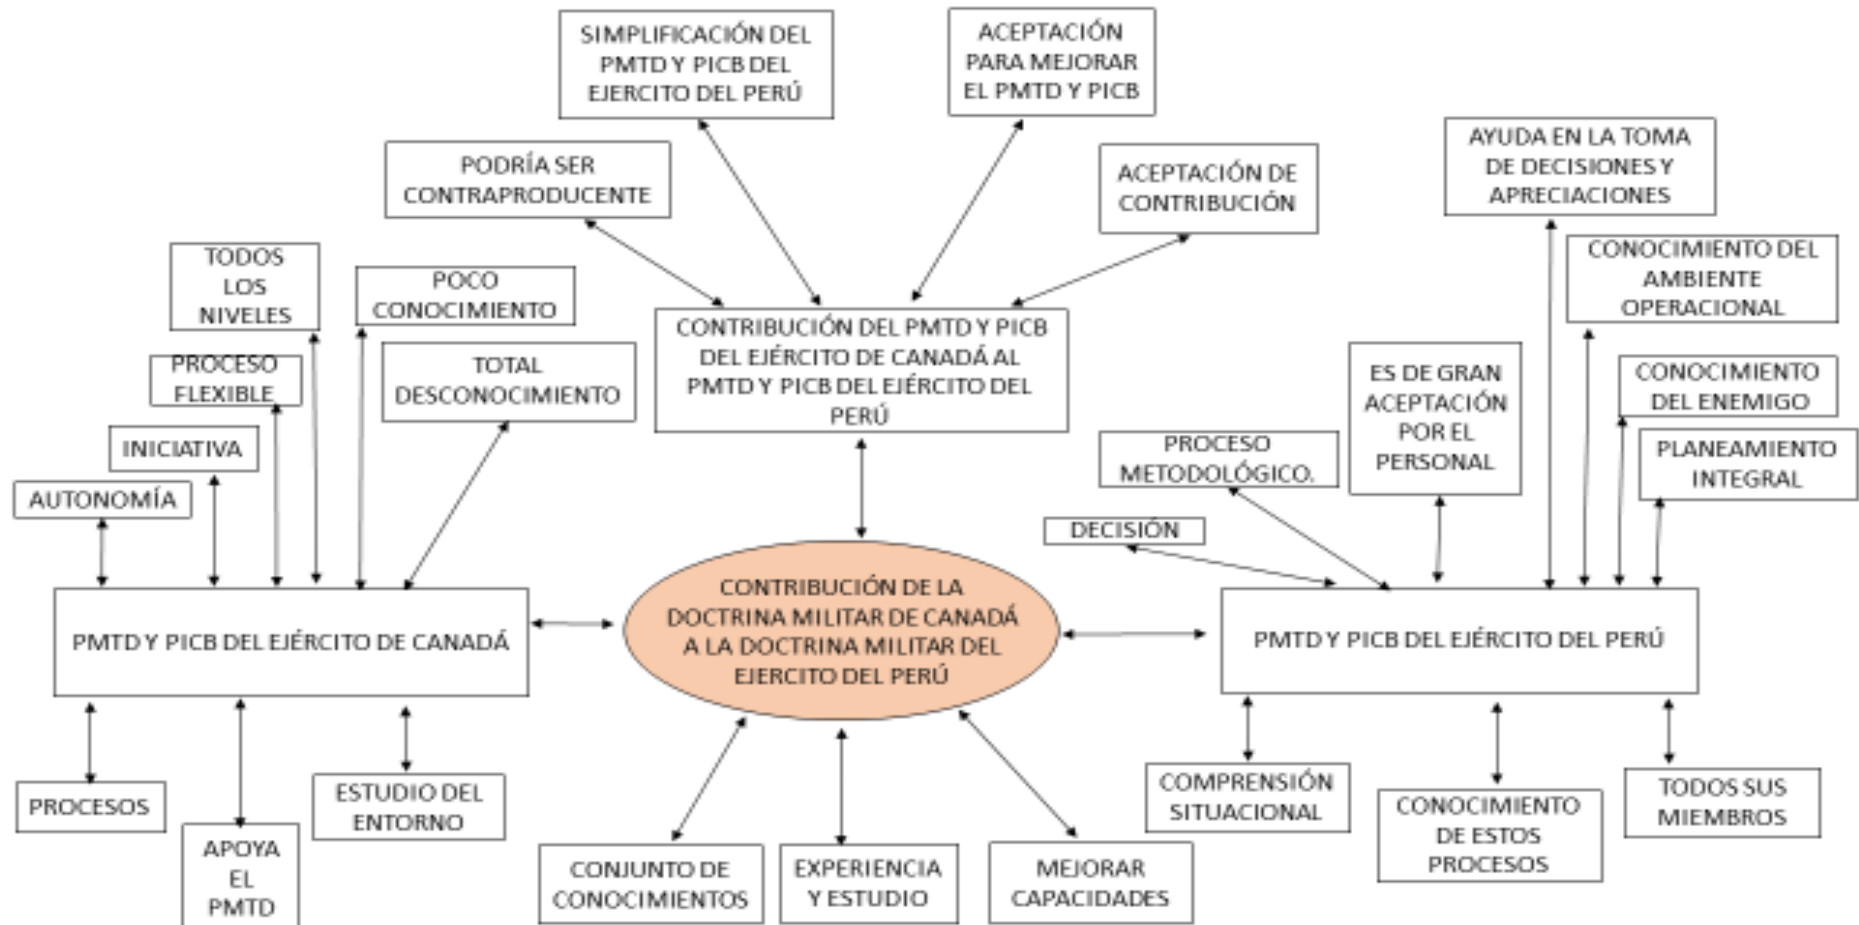 SIMPLIFICACIÓN DEL
PMTD Y PICB DEL
EJERCITO DEL PERÚ
ACEPTACIÓN
PARA MEJORAR
EL PMTD Y PICB
PODRÍA SER
CONTRAPRODUCENTE
ACEPTACIÓN DE
CONTRIBUCIÓN
AYUDA EN LA TOMA
DE DECISIONES Y
APRECIACIONES
TODOS
LOS
NIVELES
POCO
CONOCIMIENTO
CONOCIMIENTO DEL
AMBIENTE
OPERACIONAL
CONTRIBUCIÓN DEL PMTD Y PICB
DEL EJÉRCITO DE CANADÁ AL
PMTD Y PICB DEL EJÉRCITO DEL
PERÚ
PROCESO
FLEXIBLE
TOTAL
DESCONOCIMIENTO
ES DE GRAN
ACEPTACIÓN
POR EL
PERSONAL
CONOCIMIENTO
DEL ENEMIGO
INICIATIVA
PROCESO
METODOLÓGICO.
PLANEAMIENTO
INTEGRAL
AUTONOMÍA
DECISIÓN
PMTD Y PICB DEL EJÉRCITO DE CANADÁ
CONTRIBUCIÓN DE LA
DOCTRINA MILITAR DE CANADÁ
A LA DOCTRINA MILITAR DEL
EJERCITO DEL PERÚ
PMTD Y PICB DEL EJÉRCITO DEL PERÚ
PROCESOS
APOYA
EL
PMTD
ESTUDIO DEL
ENTORNO
CONJUNTO DE
CONOCIMIENTOS
EXPERIENCIA
Y ESTUDIO
MEJORAR
CAPACIDADES
COMPRENSIÓN
SITUACIONAL
CONOCIMIENTO
DE ESTOS
PROCESOS
TODOS SUS
MIEMBROS